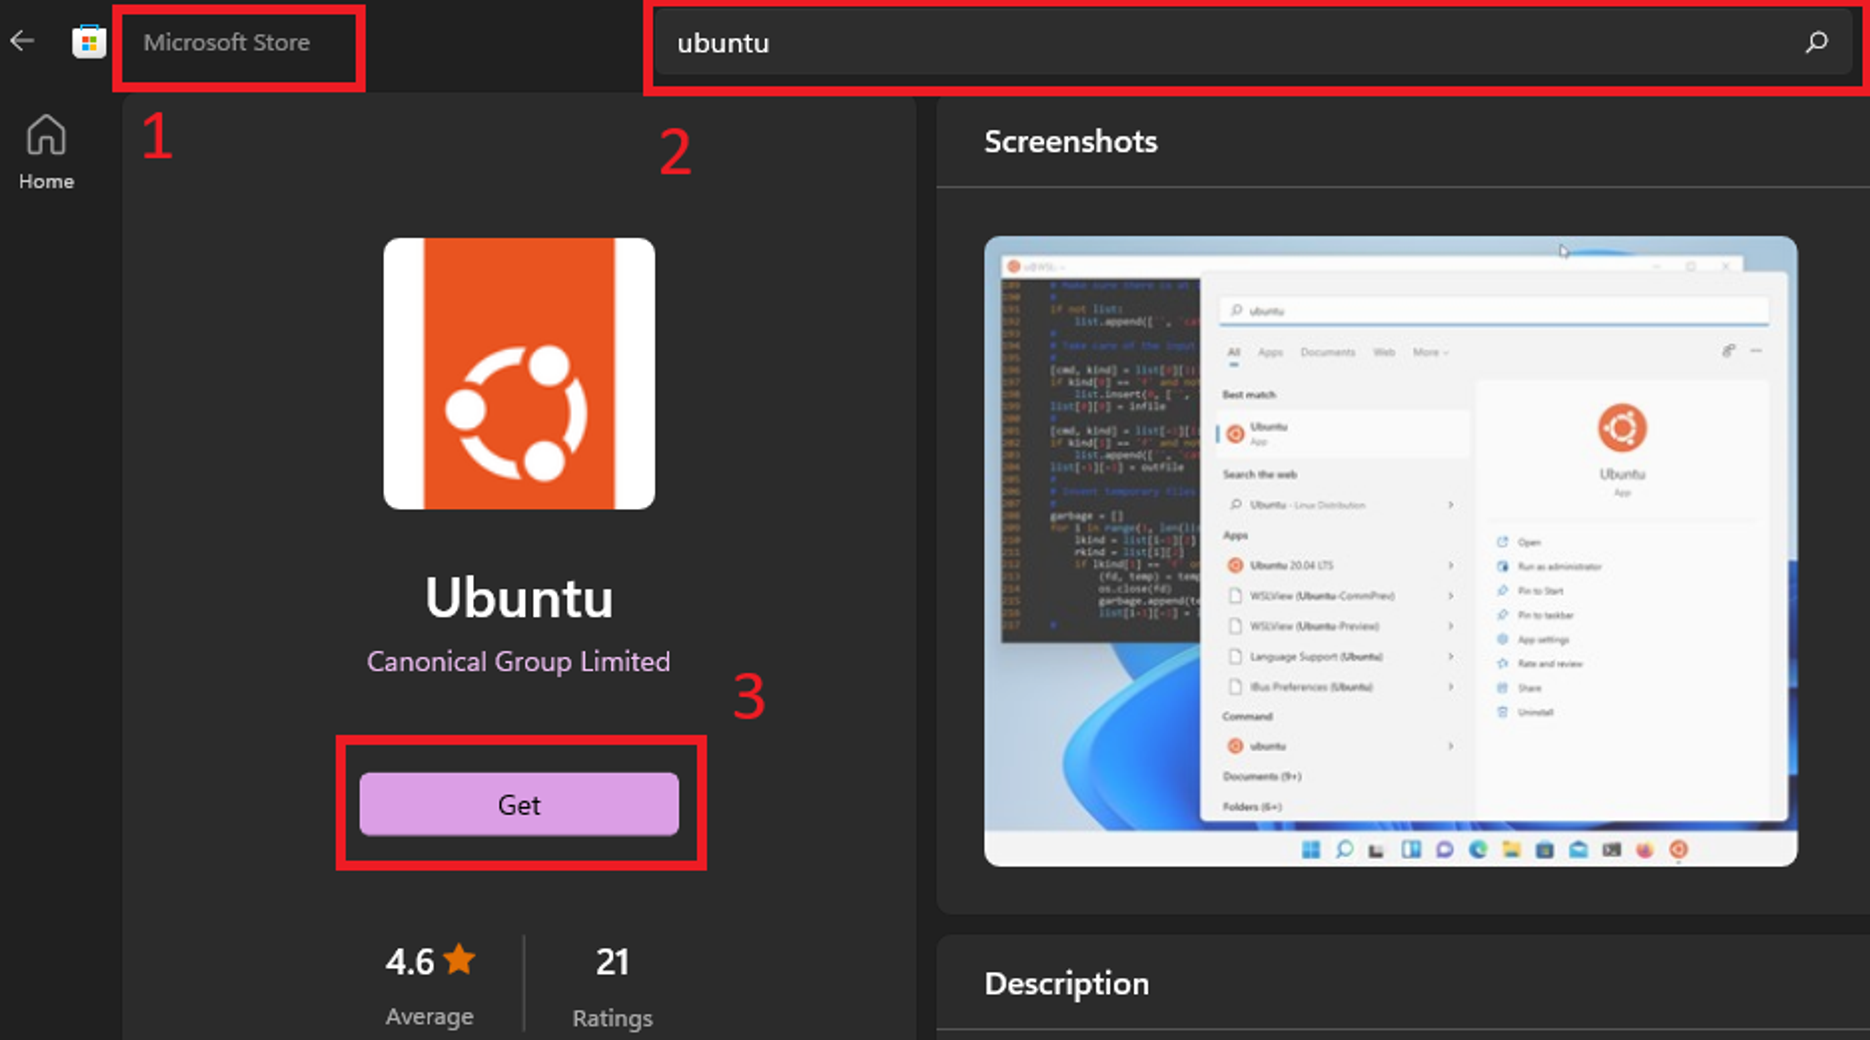 Microsoft Store
ubuntu
1
2
Home
Screenshots
Ubuntu
Canonical Group Limited
3
Get
4.6
21
Average
Ratings
ubuntu
All Apps Documents Web More
Best match
Ubuntu
App
Search the web
Ubuntu - Linux Distribution
Apps
Ubuntu 20.04 LTS
WSLView (Ubuntu-CommPrev)
WSLView (Ubuntu-Preview)
Language Support (Ubuntu)
IBus Preferences (Ubuntu)
Command
ubuntu
Documents (9+)
Folders (6+)
Ubuntu
App
Open
Run as administrator
Pin to Start
Pin to taskbar
App settings
Rate and review
Share
Uninstall
if not list:
garbage = []
Description